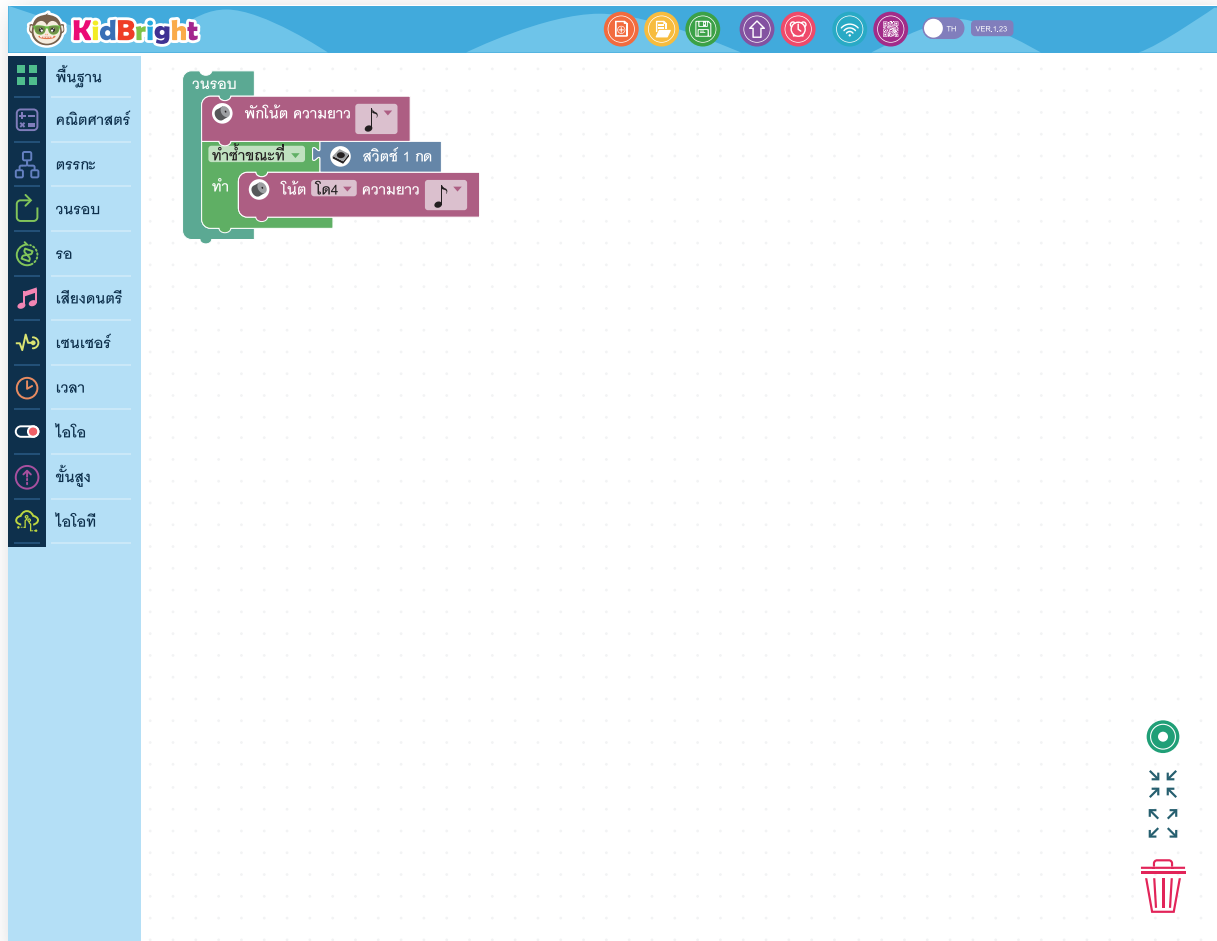 KidBright
TH
VER.1.23
พื้นฐาน
คณิตศาสตร์
ตรรกะ
วนรอบ
รอ
เสียงดนตรี
เซนเซอร์
เวลา
ไอโอ
ขั้นสูง
ไอโอที
วนรอบ
พักโน้ต ความยาว
ทำซ้ำขณะที่ สวิตช์ 1 กด
ทำ โน้ต โด4 ความยาว